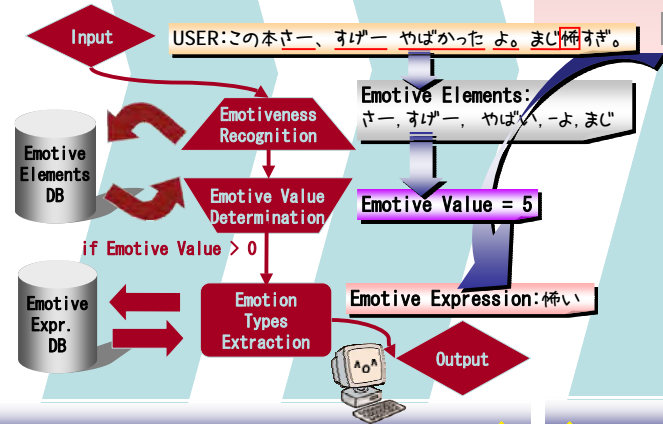 Input
USER:この本さー、すげー やばかった よ。まじ怖すぎ。
Emotive Elements:
さー, すげー, やばい, -よ, まじ
Emotiveness
Recognition
Emotive
Elements
DB
Emotive Value
Determination
Emotive Value = 5
if Emotive Value > 0
Emotive
Expr.
DB
Emotion
Types
Extraction
Emotive Expression:怖い
Output
^o^